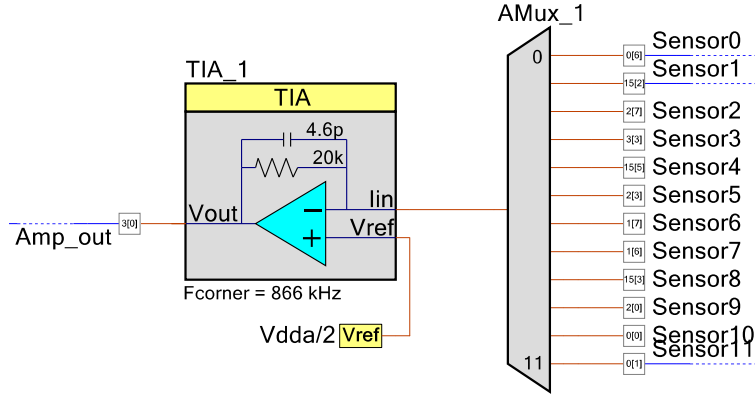 AMux_1
TIA_1
TIA
4.6p
20k
Vout
Iin
Vref
Fcorner = 866 kHz
Vdda/2 Vref
Amp_out
3[0]
0
11
0[6] Sensor0
15[2] Sensor1
2[7] Sensor2
3[3] Sensor3
15[5] Sensor4
2[3] Sensor5
1[7] Sensor6
1[6] Sensor7
15[3] Sensor8
2[0] Sensor9
0[0] Sensor10
0[1] Sensor11